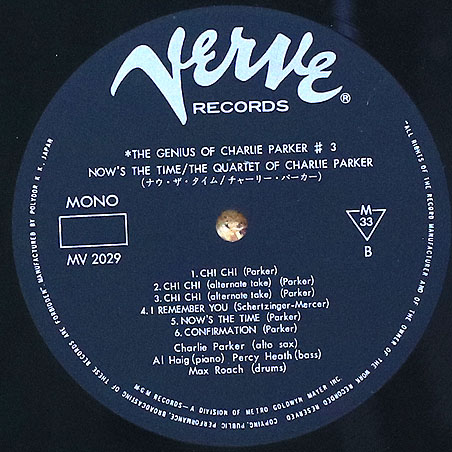 Verve
®
RECORDS
*THE GENIUS OF CHARLIE PARKER # 3
NOW'S THE TIME/THE QUARTET OF CHARLIE PARKER
(ナウ・ザ・タイム/チャーリー・パーカー)
MONO
MV 2029
M
33
B
1. CHI CHI (Parker)
2. CHI CHI (alternate take) (Parker)
3. CHI CHI (alternate take) (Parker)
4. I REMEMBER YOU (Schertzinger-Mercer)
5. NOW'S THE TIME (Parker)
6. CONFIRMATION (Parker)
Charlie Parker (alto sax)
Al Haig(piano) Percy Heath(bass)
Max Roach (drums)
M·G·M RECORDS—A DIVISION OF METRO GOLDWYN MAYER INC.
"ALL RIGHTS OF THE RECORD MANUFACTURER AND OF THE OWNER OF THE WORK RECORDED RESERVED COPYING, PUBLIC PERFORMANCE, BROADCASTING OF THESE RECORDS ARE FORBIDDEN" MANUFACTURED BY POLYDOR K.K. JAPAN